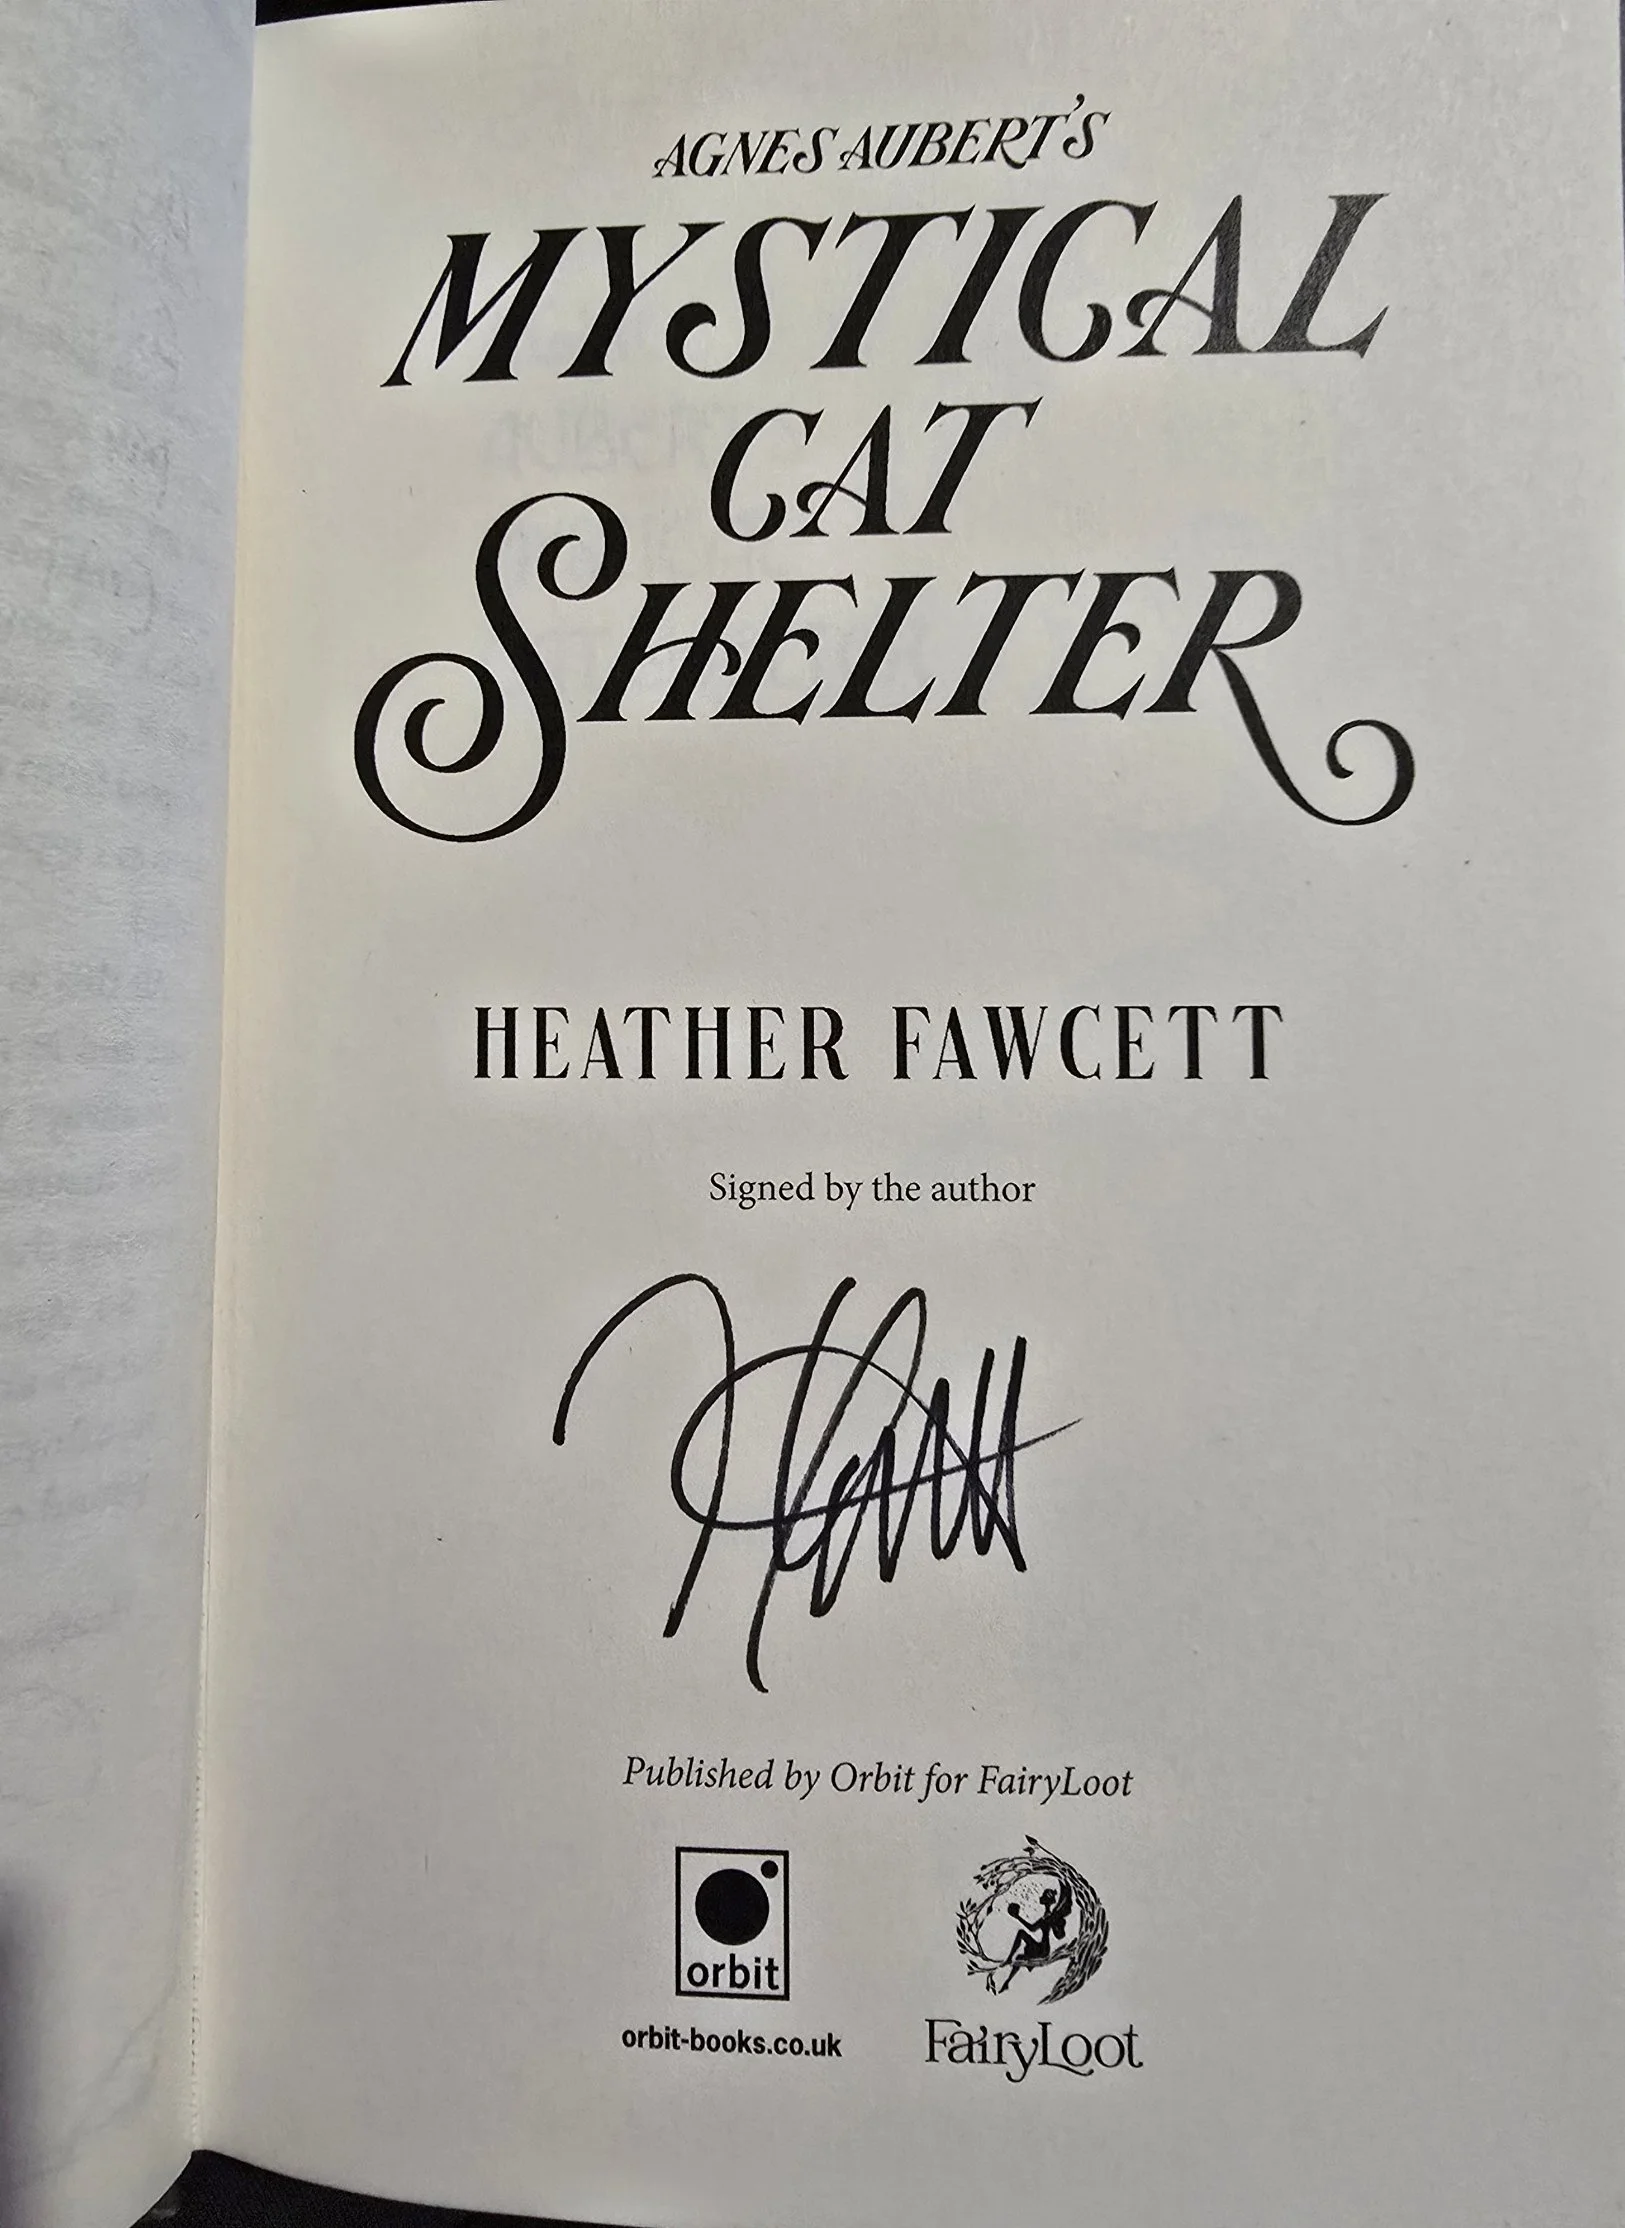 AGNES AUBERT'S
MYSTICAL
CAT
SHELTER
HEATHER FAWCETT
Signed by the author
Published by Orbit for FairyLoot
orbit
orbit-books.co.uk
FairyLoot